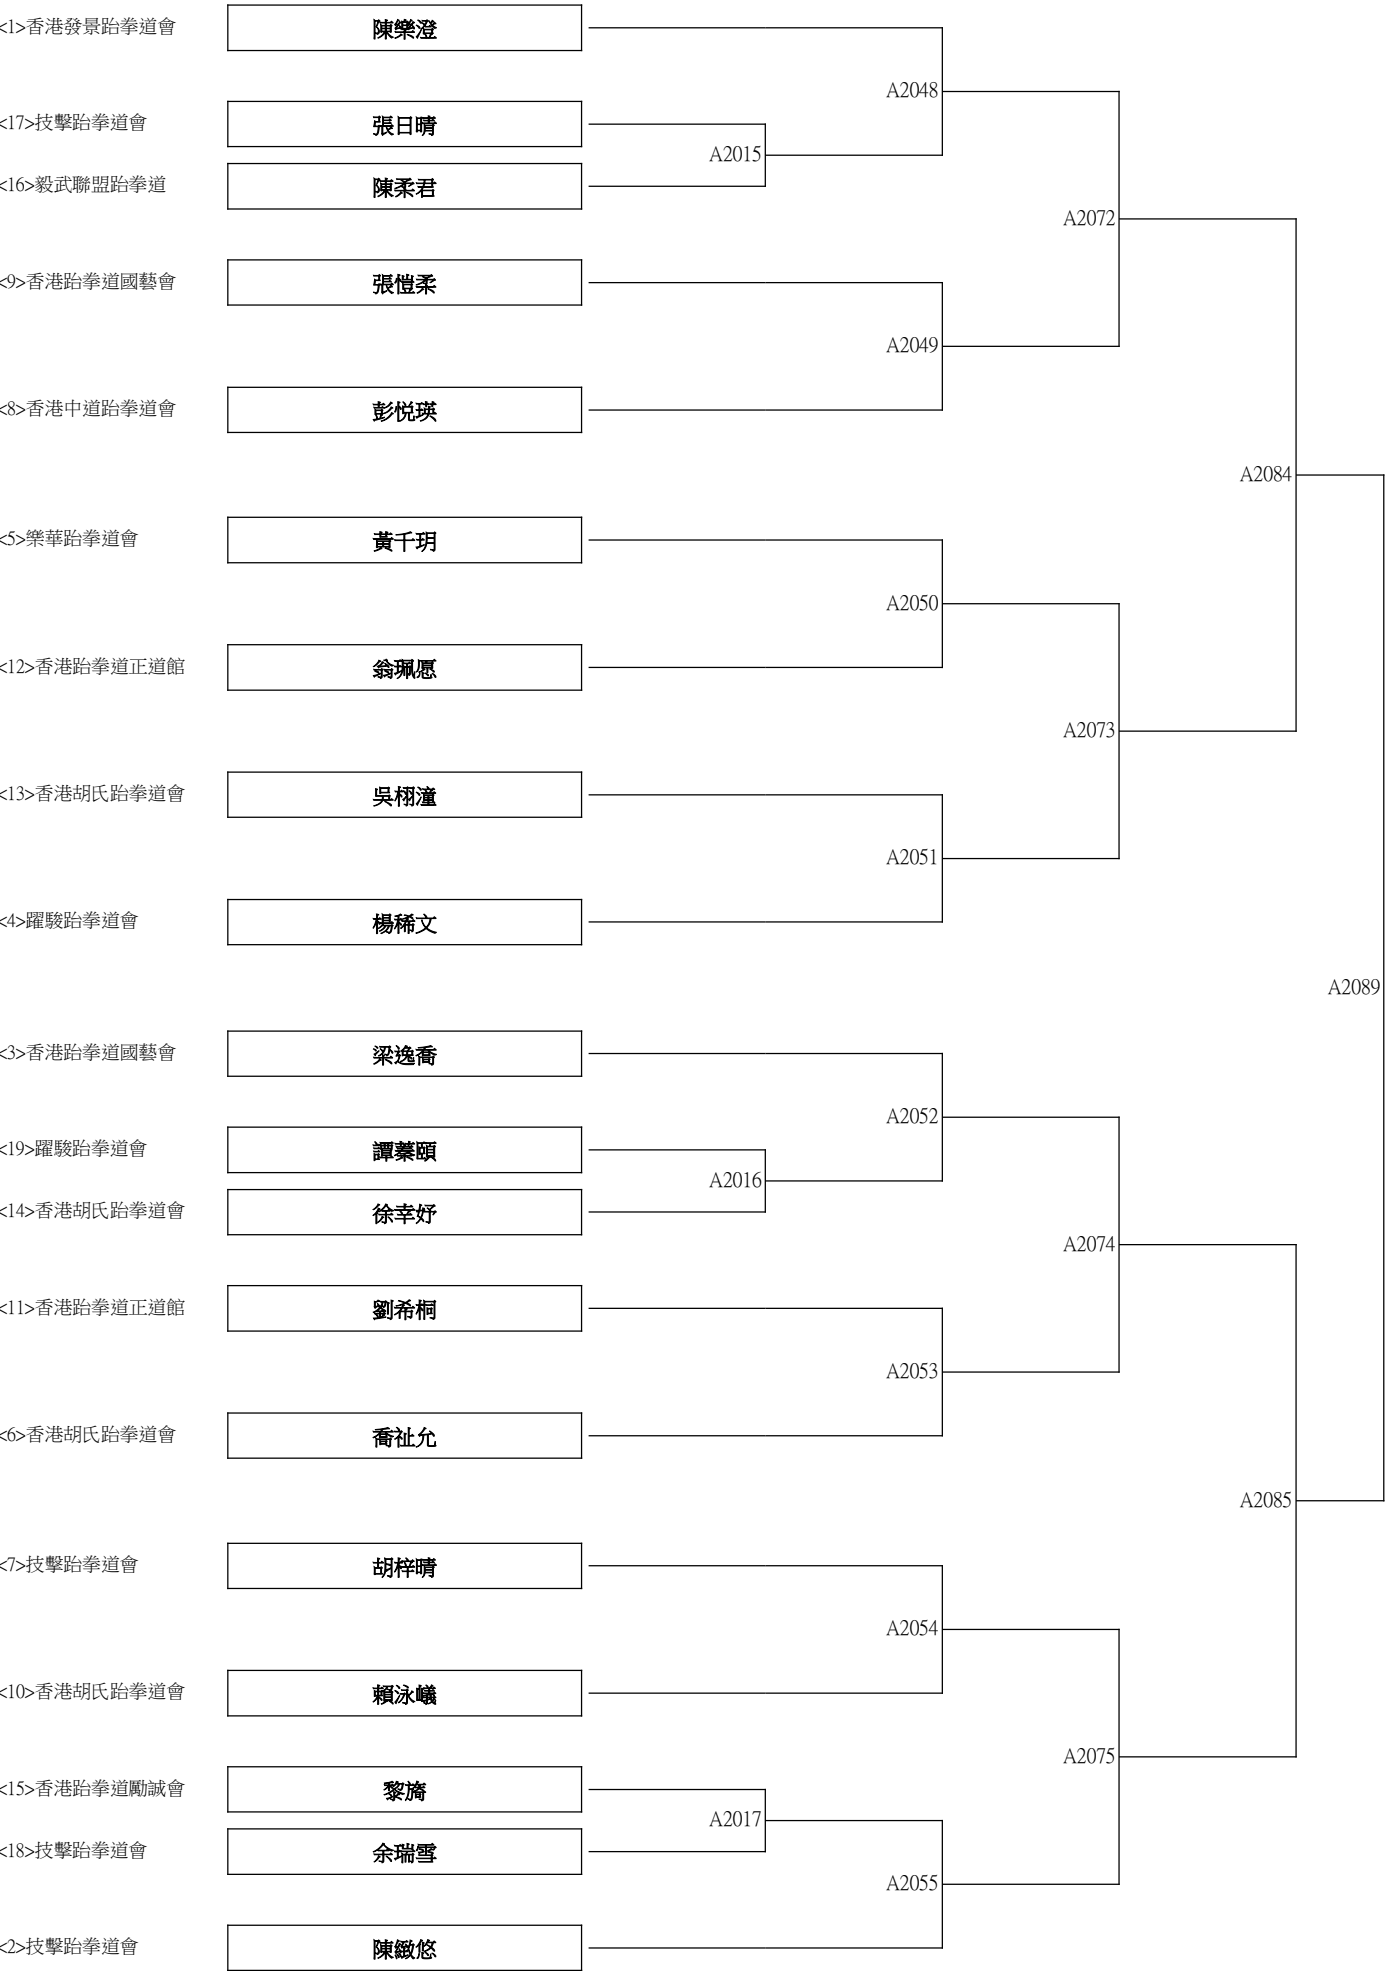 <1>香港發景跆拳道會 陳樂澄
A2048
<17>技擊跆拳道會 張日晴
A2015
<16>毅武聯盟跆拳道 陳柔君
A2072
<9>香港跆拳道國藝會 張愷柔
A2049
<8>香港中道跆拳道會 彭悦瑛
A2084
<5>樂華跆拳道會 黃千玥
A2050
<12>香港跆拳道正道館 翁珮愿
A2073
<13>香港胡氏跆拳道會 吳栩潼
A2051
<4>躍駿跆拳道會 楊稀文
A2089
<3>香港跆拳道國藝會 梁逸喬
A2052
<19>躍駿跆拳道會 譚蓁頤
A2016
<14>香港胡氏跆拳道會 徐幸妤
A2074
<11>香港跆拳道正道館 劉希桐
A2053
<6>香港胡氏跆拳道會 喬祉允
A2085
<7>技擊跆拳道會 胡梓晴
A2054
<10>香港胡氏跆拳道會 賴泳嶬
A2075
<15>香港跆拳道勵誠會 黎旖
A2017
<18>技擊跆拳道會 余瑞雪
A2055
<2>技擊跆拳道會 陳緻悠